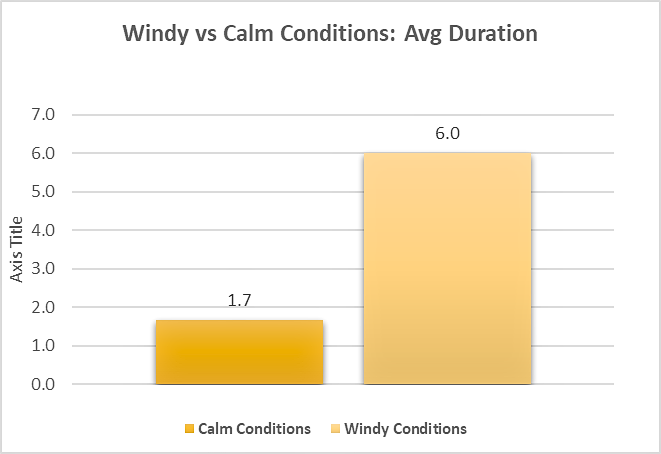 Windy vs Calm Conditions: Avg Duration
7.0
6.0
5.0
4.0
3.0
2.0
1.0
0.0
Axis Title
1.7
6.0
Calm Conditions
Windy Conditions